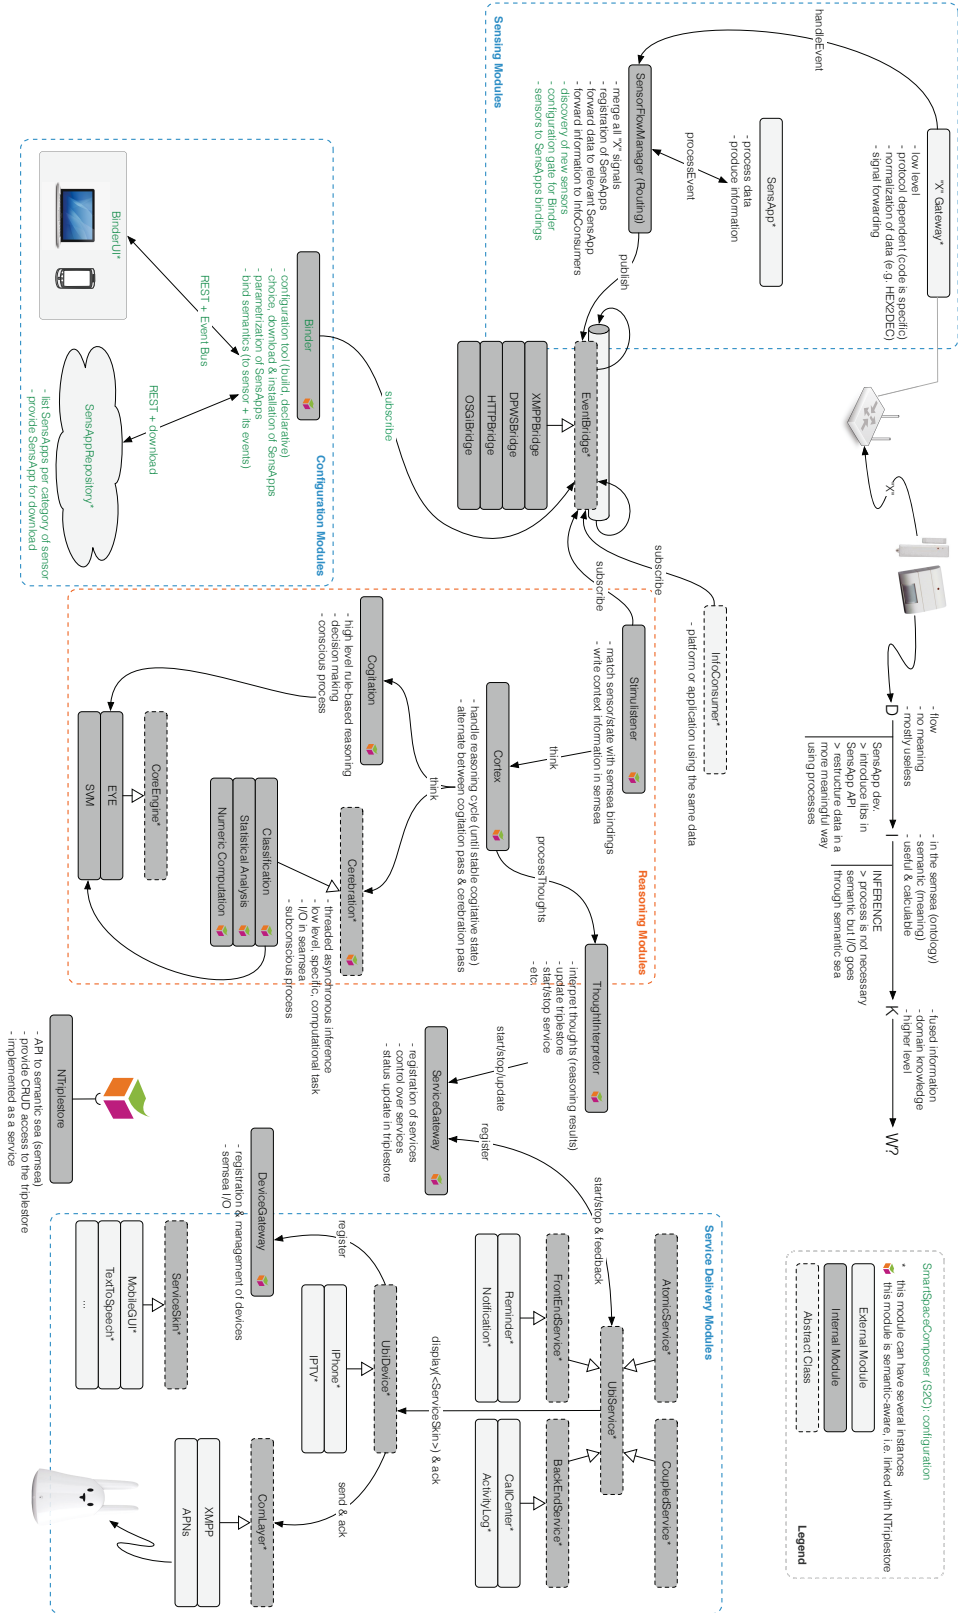 Sensing Modules
"X" Gateway*
- low level
- protocol dependent (code is specific)
- normalization of data (e.g. HEX2DEC)
- signal forwarding
handleEvent
SensApp*
- process data
- produce information
processEvent
SensorFlowManager (Routing)
- merge all "X" signals
- registration of SensApps
- forward data to relevant SensApp
- forward information to InfoConsumers
- discovery of new sensors
- configuration gate for Binder
- sensors to SensApps bindings
publish
"X"
EventBridge*
XMPPBridge
DPWSBridge
HTTPBridge
OSGiBridge
subscribe
subscribe
subscribe
InfoConsumer*
- platform or application using the same data
D
- flow
- no meaning
- mostly useless
SensApp dev.
> introduce libs in
SensApp API
> restructure data in a
more meaningful way
using processes
I
- in the semsea (ontology)
- semantic (meaning)
- useful & calculable
INFERENCE
> process is not necessary
semantic but I/O goes
through semantic sea
K
- fused information
- domain knowledge
- higher level
W?
SmartSpaceComposer (S2C): configuration
* this module can have several instances
this module is semantic-aware, i.e. linked with NTriplestore
External Module
Internal Module
Abstract Class
Legend
Configuration Modules
Binder
- configuration tool (build, declarative)
- choice, download & installation of SensApps
- parametrization of SensApps
- bind semantics (to sensor + its events)
REST + Event Bus
REST + download
BinderUI*
SensAppRepository*
- list SensApps per category of sensor
- provide SensApp for download
Reasoning Modules
Stimulistener
- match sensor/state with semsea bindings
- write context information in semsea
think
Cortex
- handle reasoning cycle (until stable cogitative state)
- alternate between cogitation pass & cerebration pass
think
processThoughts
Cogitation
- high level rule-based reasoning
- decision making
- conscious process
Cerebration*
- threaded asynchronous inference
- low level, specific, computational task
- I/O in seamsea
- subconscious process
Classification
Statistical Analysis
Numeric Computation
CoreEngine*
EYE
SVM
ThoughtInterpretor
- interpret thoughts (reasoning results)
- update triplestore
- start/stop service
- etc.
start/stop/update
ServiceGateway
- registration of services
- control over services
- status update in triplestore
register
start/stop & feedback
NTriplestore
- API to semantic sea (semsea)
- provide CRUD access to the triplestore
- implemented as a service
Service Delivery Modules
AtomicService*
CoupledService*
UbiService*
FrontEndService*
Reminder*
Notification*
BackEndService*
CallCenter*
ActivityLog*
display(<ServiceSkin>) & ack
UbiDevice*
IPhone*
IPTV*
register
send & ack
DeviceGateway
- registration & management of devices
- semsea I/O
ServiceSkin*
MobileGUI*
TextToSpeech*
...
ComLayer*
XMPP
APNs